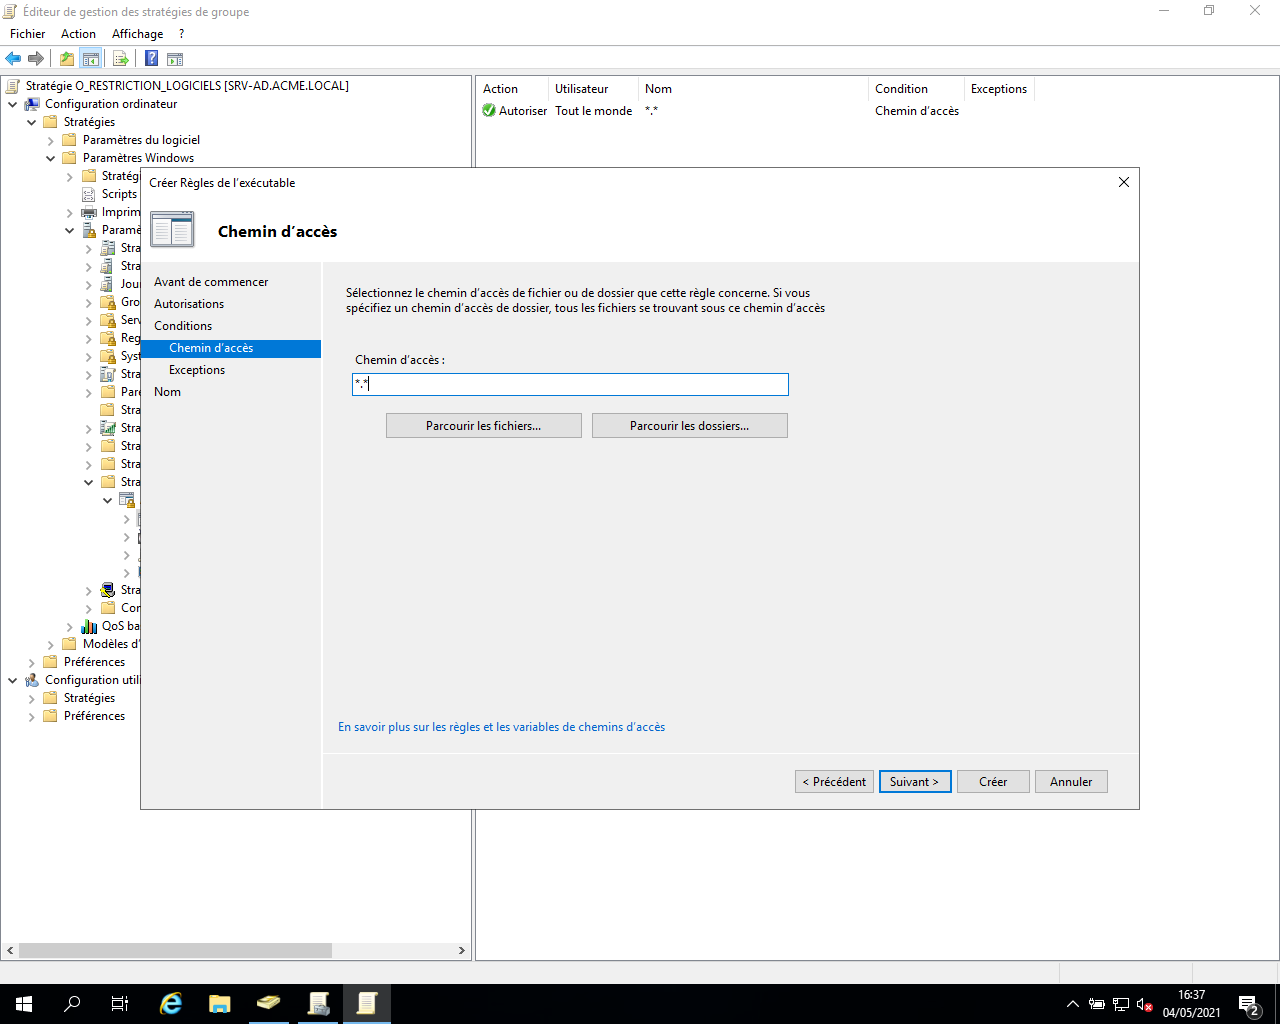 Éditeur de gestion des stratégies de groupe
Fichier Action Affichage ?
Stratégie O_RESTRICTION_LOGICIELS [SRV-AD.ACME.LOCAL]
Configuration ordinateur
Stratégies
Paramètres du logiciel
Paramètres Windows
Stratégi
Scripts
Imprim
Paramè
Stra
Stra
Jou
Gro
Serv
Reg
Syst
Stra
Pare
Stra
Stra
Stra
Stra
Stra
Stra
Con
QoS ba
Modèles d'
Préférences
Configuration utili
Stratégies
Préférences
Action Utilisateur Nom Condition Exceptions
Autoriser Tout le monde *.* Chemin d'accès
Créer Règles de l'exécutable
Chemin d'accès
Avant de commencer
Autorisations
Conditions
Chemin d'accès
Exceptions
Nom
Sélectionnez le chemin d'accès de fichier ou de dossier que cette règle concerne. Si vous
spécifiez un chemin d'accès de dossier, tous les fichiers se trouvant sous ce chemin d'accès
Chemin d'accès :
*.*
Parcourir les fichiers... Parcourir les dossiers...
En savoir plus sur les règles et les variables de chemins d'accès
< Précédent Suivant > Créer Annuler
16:37
04/05/2021
2